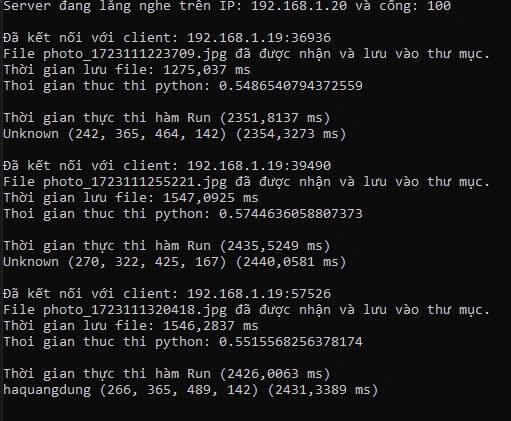 Server đang lắng nghe trên IP: 192.168.1.20 và cổng: 100
Đã kết nối với client: 192.168.1.19:36936
File photo_1723111223709.jpg đã được nhận và lưu vào thư mục.
Thời gian lưu file: 1275,037 ms
Thoi gian thuc thi python: 0.5486540794372559
Thời gian thực thi hàm Run (2351,8137 ms)
Unknown (242, 365, 464, 142) (2354,3273 ms)
Đã kết nối với client: 192.168.1.19:39490
File photo_1723111255221.jpg đã được nhận và lưu vào thư mục.
Thời gian lưu file: 1547,0925 ms
Thoi gian thuc thi python: 0.5744636058807373
Thời gian thực thi hàm Run (2435,5249 ms)
Unknown (270, 322, 425, 167) (2440,0581 ms)
Đã kết nối với client: 192.168.1.19:57526
File photo_1723111320418.jpg đã được nhận và lưu vào thư mục.
Thời gian lưu file: 1546,2837 ms
Thoi gian thuc thi python: 0.5515568256378174
Thời gian thực thi hàm Run (2426,0063 ms)
haquangdung (266, 365, 489, 142) (2431,3389 ms)